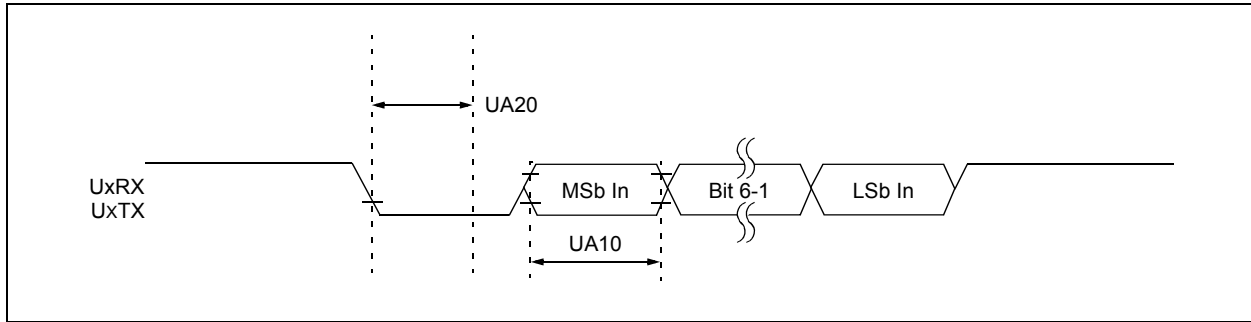 UA20
UxRX
UxTX
MSb In
Bit 6-1
LSb In
UA10